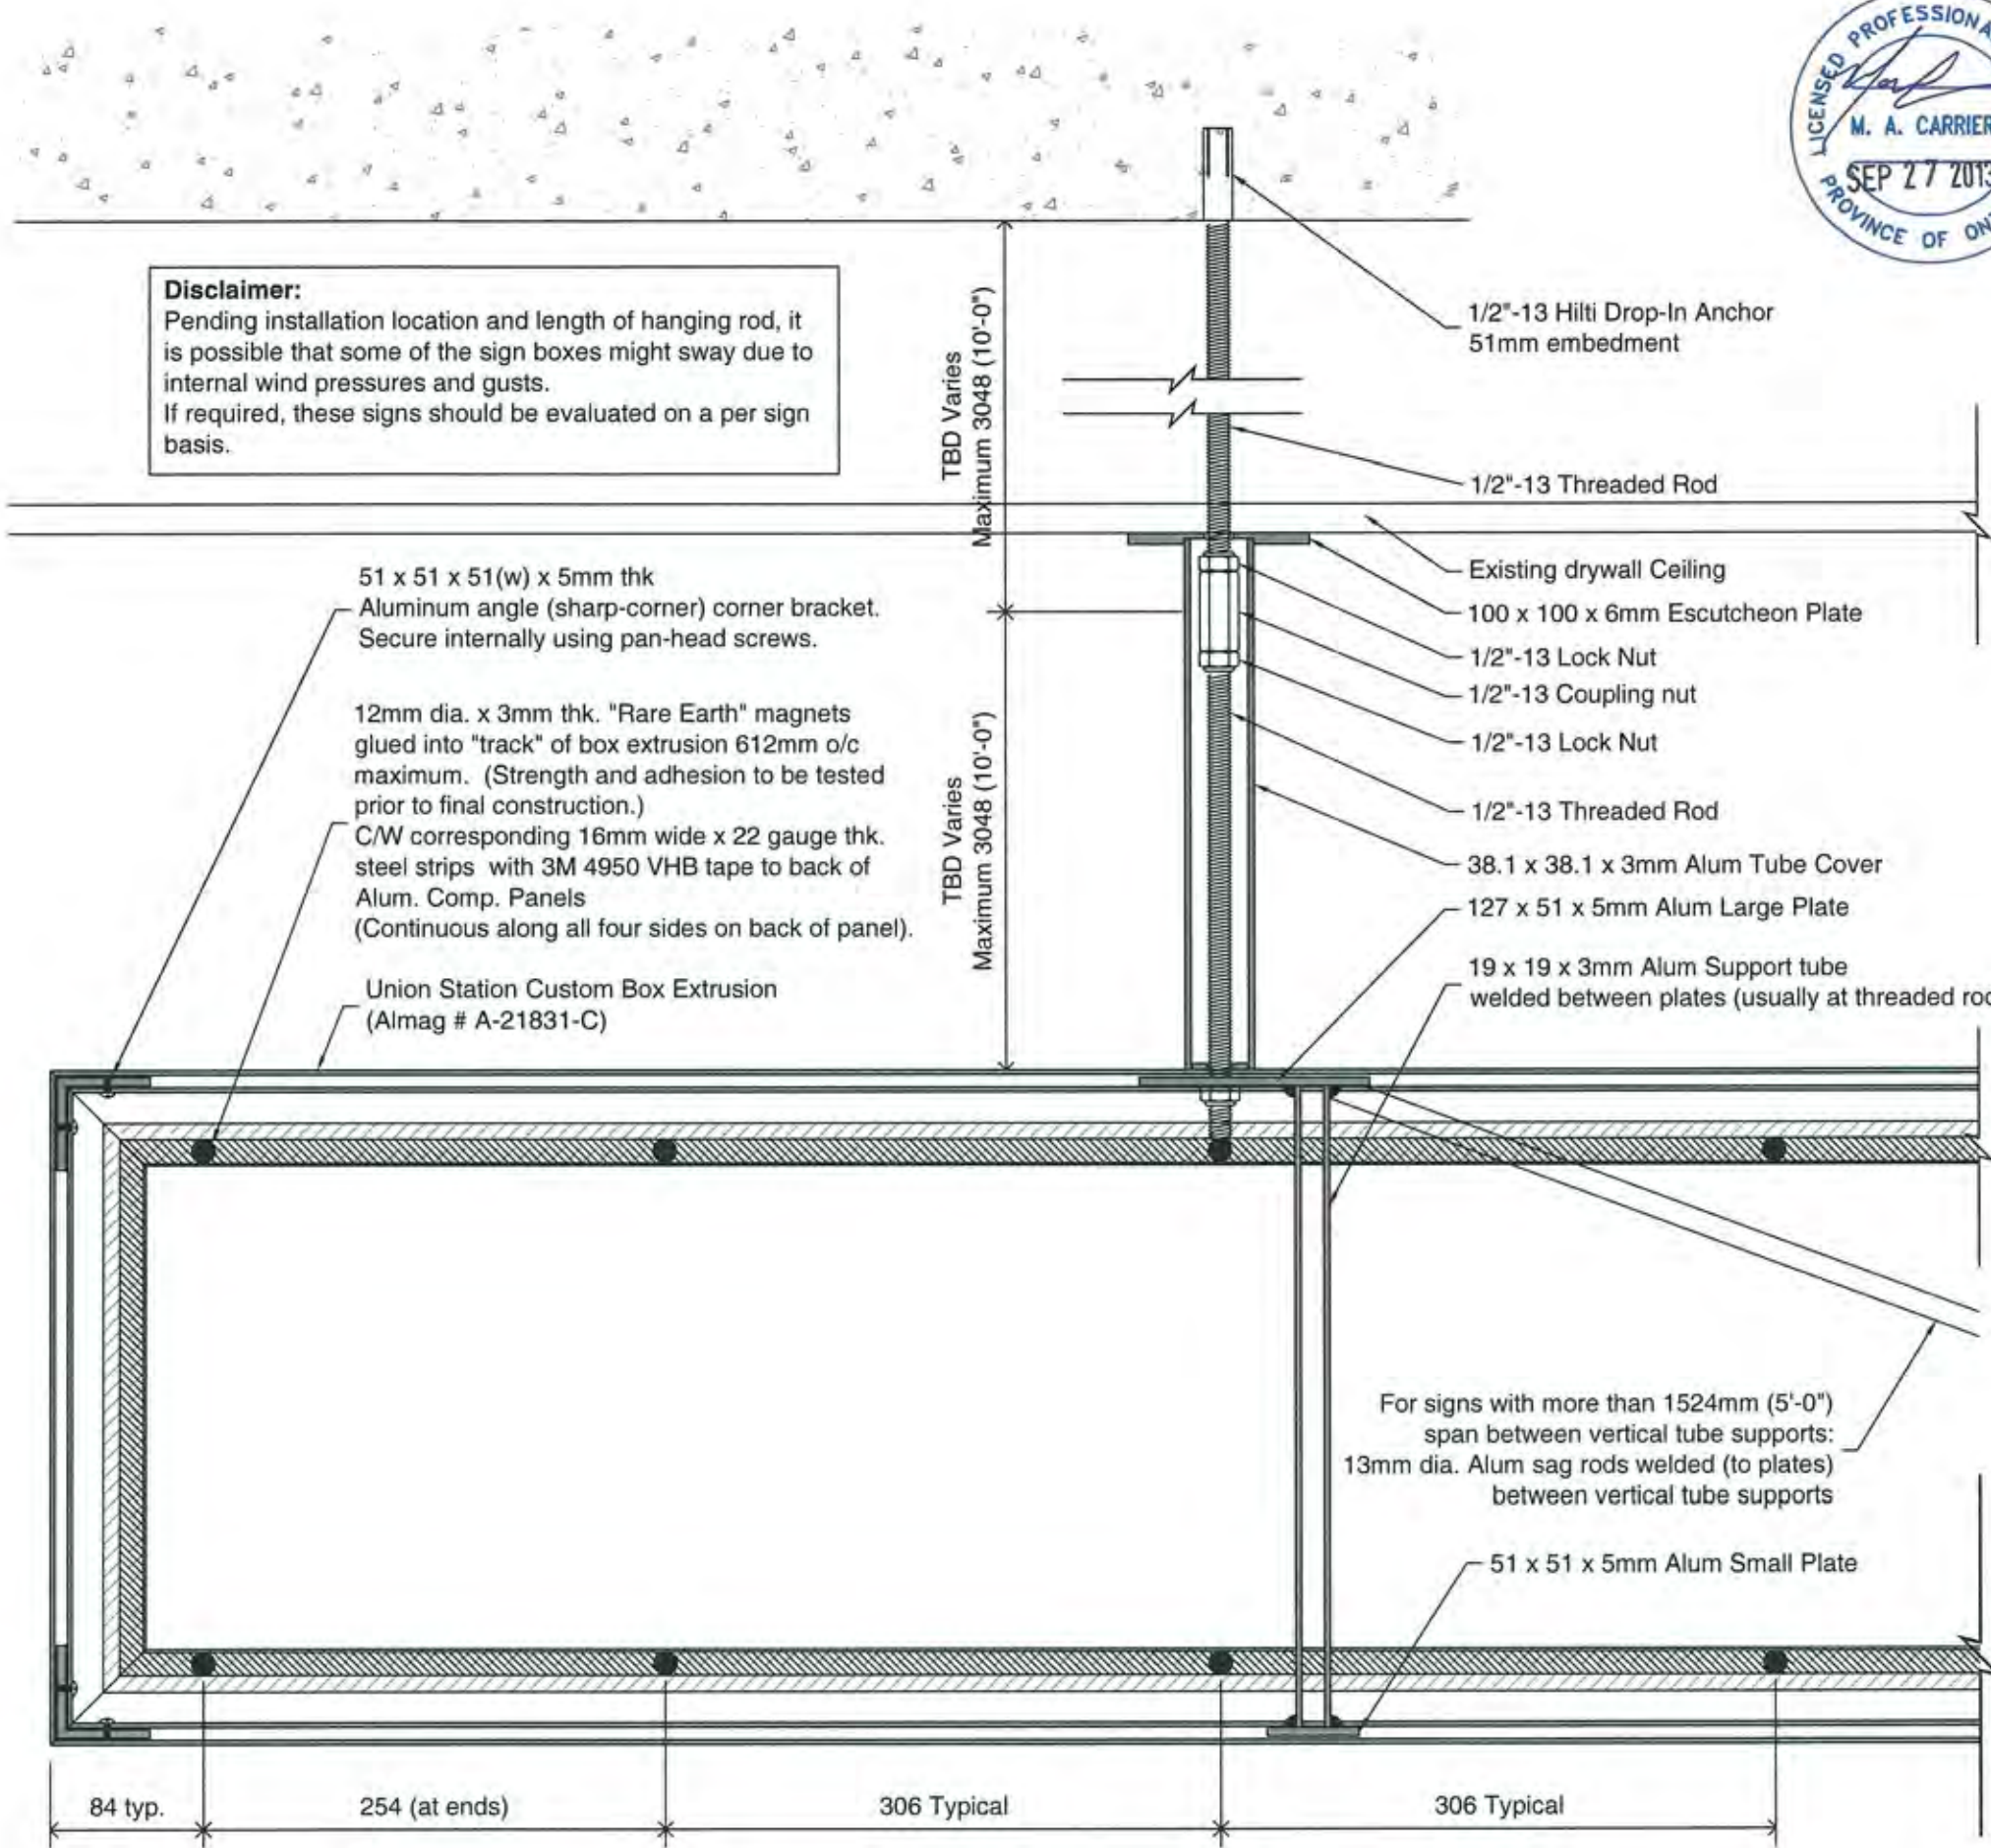 LICENSED PROFESSIONA
M. A. CARRIER
SEP 27 2013
PROVINCE OF ON
Disclaimer:
Pending installation location and length of hanging rod, it
is possible that some of the sign boxes might sway due to
internal wind pressures and gusts.
If required, these signs should be evaluated on a per sign
basis.
TBD Varies
Maximum 3048 (10'-0")
1/2"-13 Hilti Drop-In Anchor
51mm embedment
1/2"-13 Threaded Rod
Existing drywall Ceiling
100 x 100 x 6mm Escutcheon Plate
1/2"-13 Lock Nut
1/2"-13 Coupling nut
1/2"-13 Lock Nut
1/2"-13 Threaded Rod
38.1 x 38.1 x 3mm Alum Tube Cover
127 x 51 x 5mm Alum Large Plate
19 x 19 x 3mm Alum Support tube
welded between plates (usually at threaded roc
51 x 51 x 51(w) x 5mm thk
Aluminum angle (sharp-corner) corner bracket.
Secure internally using pan-head screws.
12mm dia. x 3mm thk. "Rare Earth" magnets
glued into "track" of box extrusion 612mm o/c
maximum. (Strength and adhesion to be tested
prior to final construction.)
C/W corresponding 16mm wide x 22 gauge thk.
steel strips with 3M 4950 VHB tape to back of
Alum. Comp. Panels
(Continuous along all four sides on back of panel).
TBD Varies
Maximum 3048 (10'-0")
Union Station Custom Box Extrusion
(Almag # A-21831-C)
For signs with more than 1524mm (5'-0")
span between vertical tube supports:
13mm dia. Alum sag rods welded (to plates)
between vertical tube supports
51 x 51 x 5mm Alum Small Plate
84 typ.
254 (at ends)
306 Typical
306 Typical